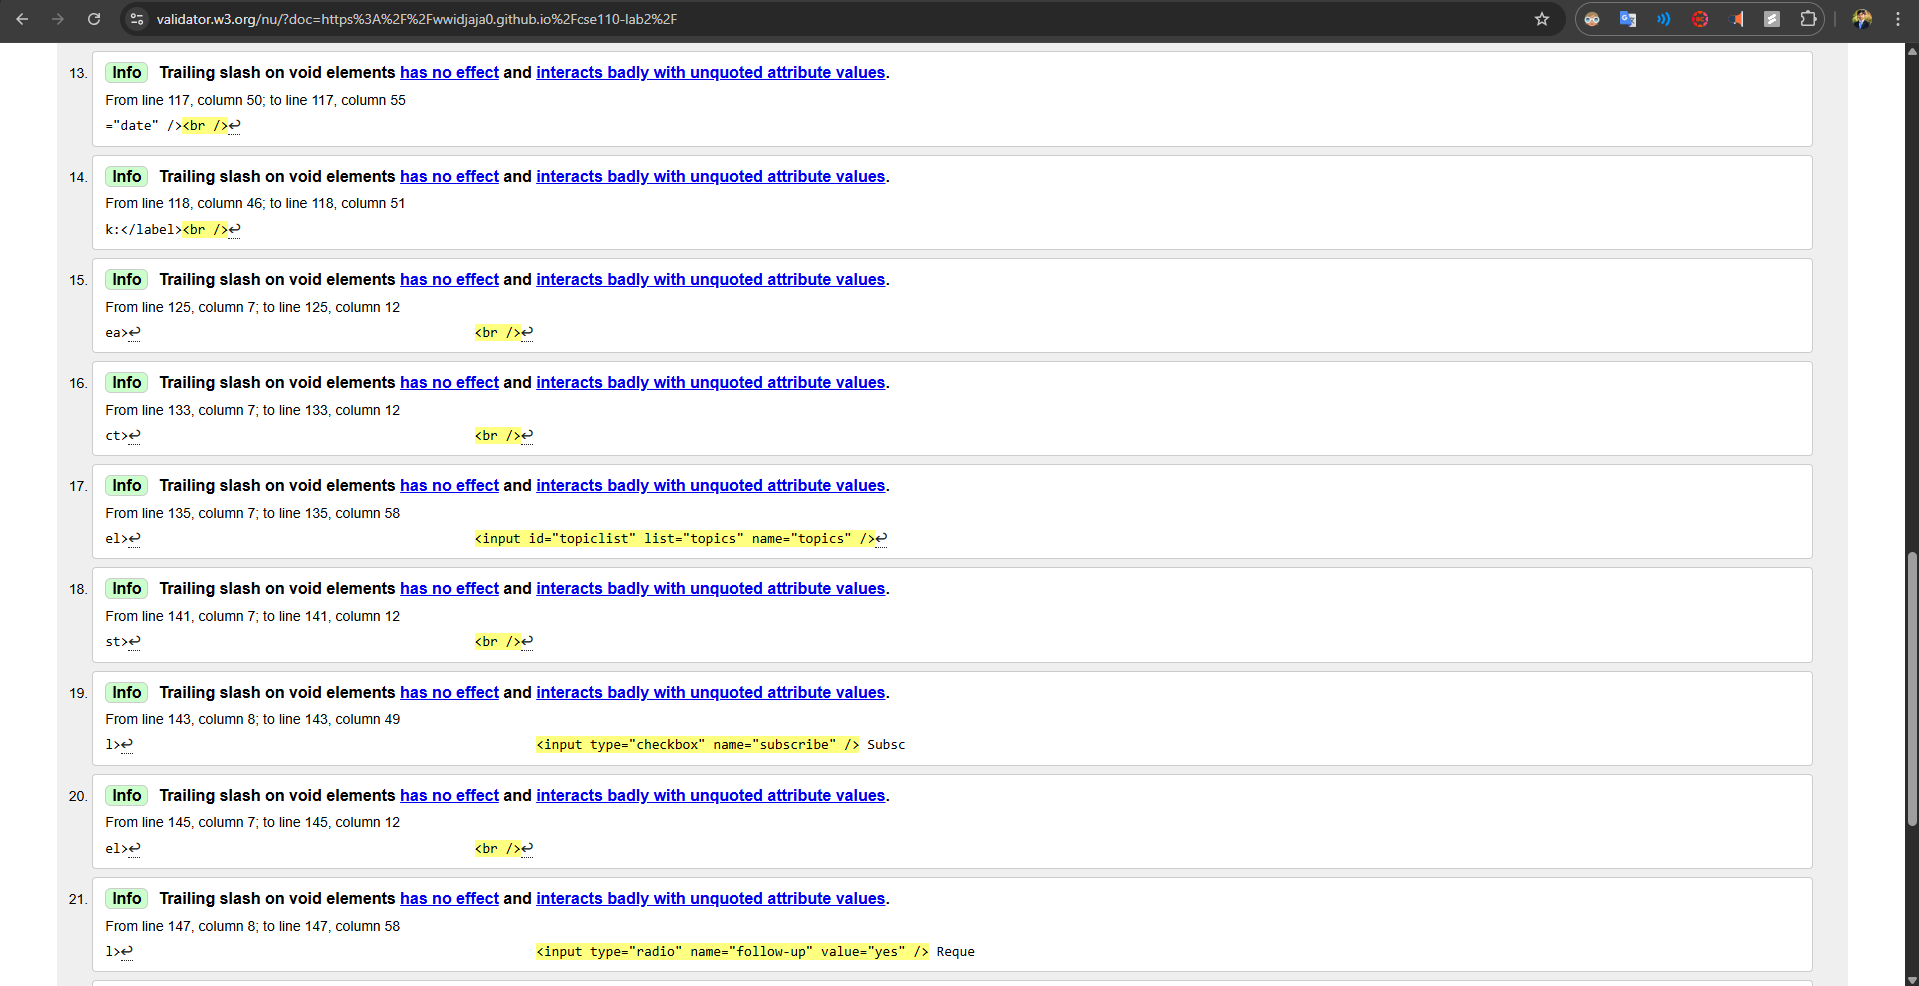 validator.w3.org/nu/?doc=https%3A%2F%2Fwwidjaja0.github.io%2Fcse110-lab2%2F
13. Info Trailing slash on void elements has no effect and interacts badly with unquoted attribute values.
From line 117, column 50; to line 117, column 55
="date" /><br />↩
14. Info Trailing slash on void elements has no effect and interacts badly with unquoted attribute values.
From line 118, column 46; to line 118, column 51
k:</label><br />↩
15. Info Trailing slash on void elements has no effect and interacts badly with unquoted attribute values.
From line 125, column 7; to line 125, column 12
ea>↩ <br />↩
16. Info Trailing slash on void elements has no effect and interacts badly with unquoted attribute values.
From line 133, column 7; to line 133, column 12
ct>↩ <br />↩
17. Info Trailing slash on void elements has no effect and interacts badly with unquoted attribute values.
From line 135, column 7; to line 135, column 58
el>↩ <input id="topiclist" list="topics" name="topics" />↩
18. Info Trailing slash on void elements has no effect and interacts badly with unquoted attribute values.
From line 141, column 7; to line 141, column 12
st>↩ <br />↩
19. Info Trailing slash on void elements has no effect and interacts badly with unquoted attribute values.
From line 143, column 8; to line 143, column 49
l>↩ <input type="checkbox" name="subscribe" /> Subsc
20. Info Trailing slash on void elements has no effect and interacts badly with unquoted attribute values.
From line 145, column 7; to line 145, column 12
el>↩ <br />↩
21. Info Trailing slash on void elements has no effect and interacts badly with unquoted attribute values.
From line 147, column 8; to line 147, column 58
l>↩ <input type="radio" name="follow-up" value="yes" /> Reque